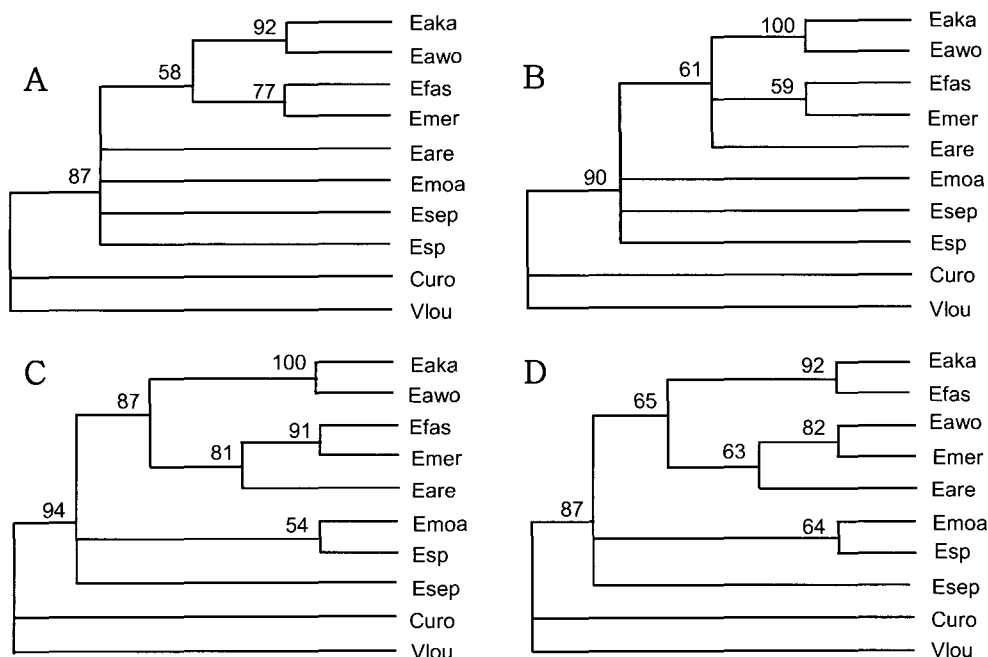 A
92
Eaka
Eawo
58
77
Efas
Emer
Eare
87
Emoa
Esep
Esp
Curo
Vlou
B
100
Eaka
Eawo
61
59
Efas
Emer
Eare
90
Emoa
Esep
Esp
Curo
Vlou
C
100
Eaka
Eawo
87
91
Efas
81
Emer
Eare
94
54
Emoa
Esp
Esep
Curo
Vlou
D
92
Eaka
Efas
65
82
Eawo
63
Emer
Eare
87
64
Emoa
Esp
Esep
Curo
Vlou